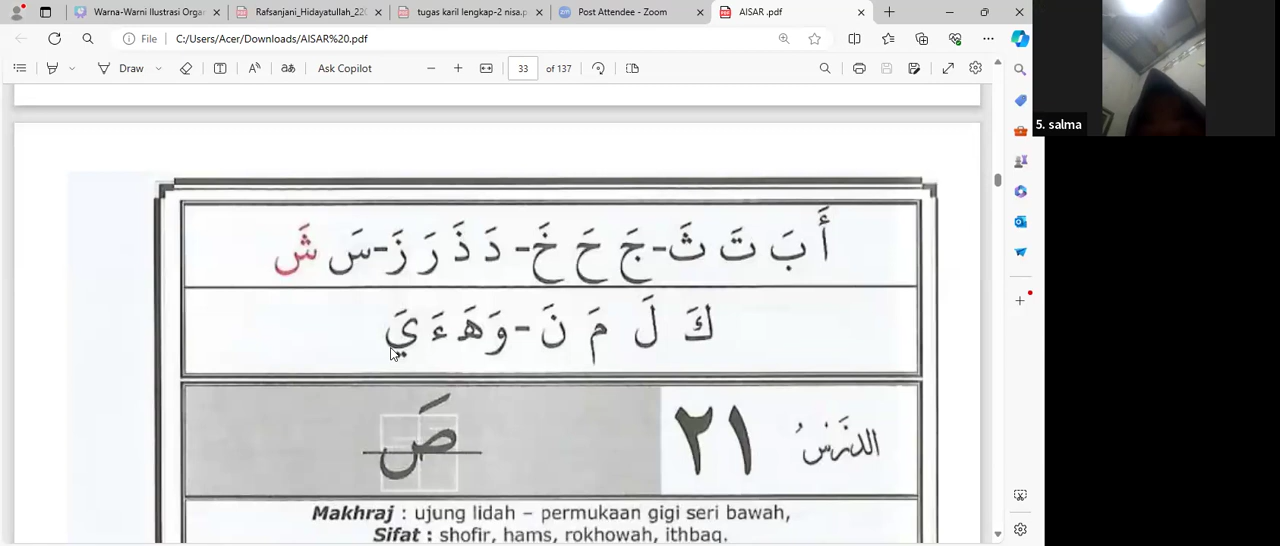 Warna-Warni Ilustrasi Organ
Rafsanjani_Hidayatullah_220
tugas karil lengkap-2 nisa.p
Post Attendee - Zoom
AISAR .pdf
File
C:/Users/Acer/Downloads/AISAR%20.pdf
Draw
Ask Copilot
33
of 137
5. salma
أَ بَ تَ ثَ - جَ حَ خَ - دَ ذَ رَ زَ - سَ شَ
كَ لَ مَ نَ - وَ هَ ءَ يَ
الدَّرْسُ ٢١
صَ
Makhraj : ujung lidah – permukaan gigi seri bawah,
Sifat : shofir, hams, rokhowah, ithbaq.